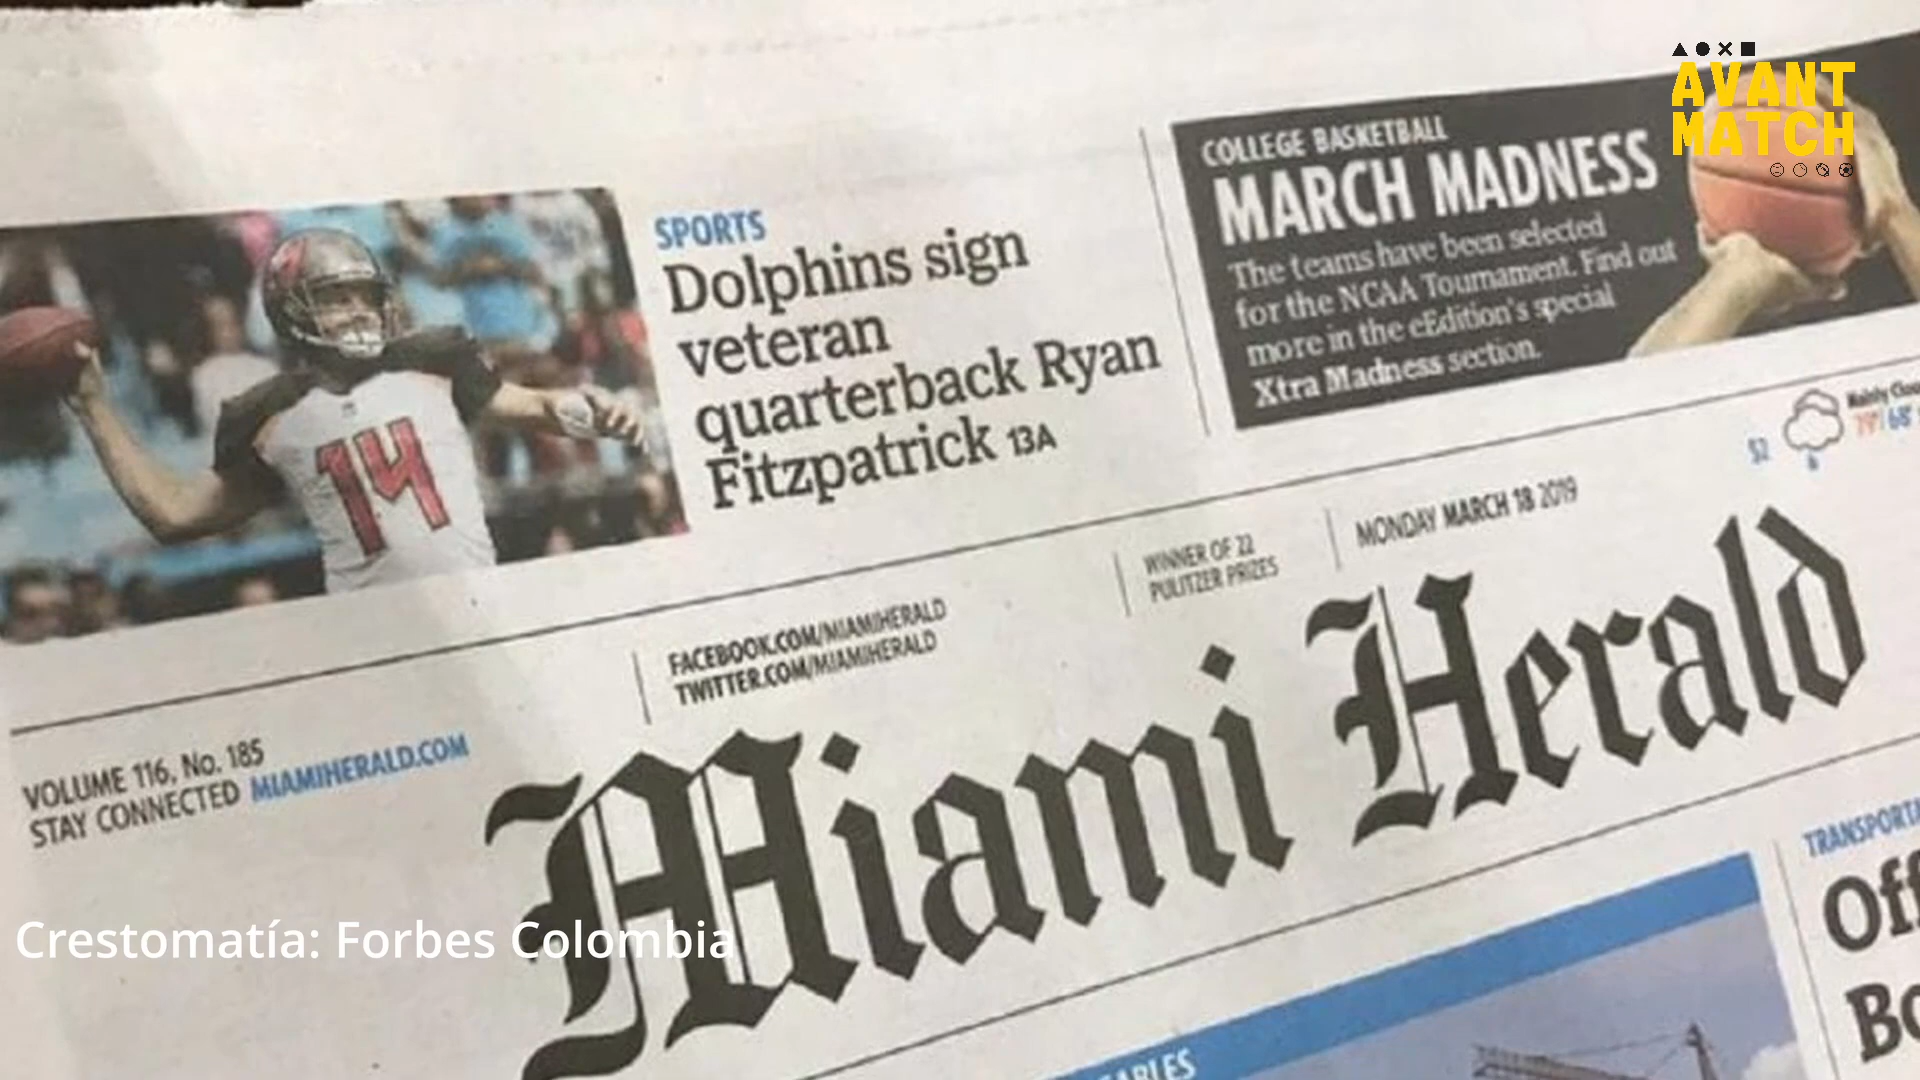 AVANT
MATCH
COLLEGE BASKETBALL
MARCH MADNESS
The teams have been selected
for the NCAA Tournament. Find out
more in the eEdition's special
Xtra Madness section.
SPORTS
Dolphins sign
veteran
quarterback Ryan
Fitzpatrick 13A
14
$2
Mainly
79°/68°
MONDAY MARCH 18 2019
WINNER OF 22
PULITZER PRIZES
FACEBOOK.COM/MIAMIHERALD
TWITTER.COM/MIAMIHERALD
VOLUME 116, No. 185
STAY CONNECTED MIAMIHERALD.COM
Miami Herald
Crestomatía: Forbes Colombia